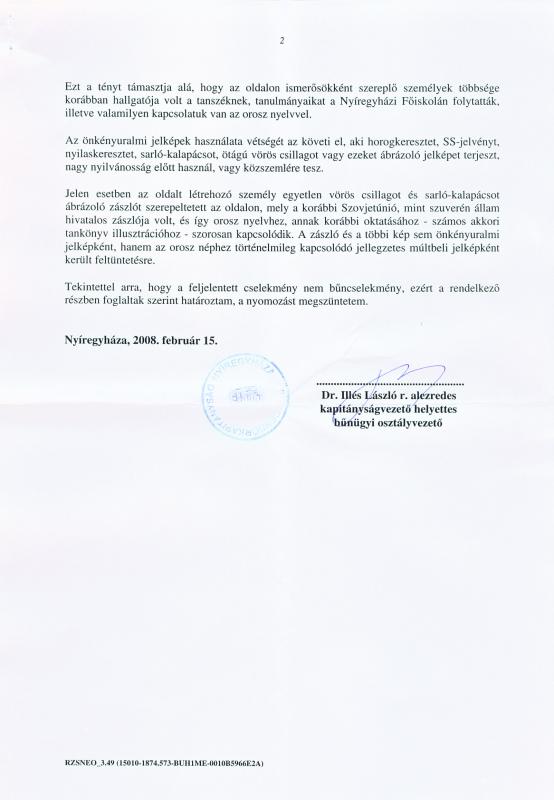 2
Ezt a tényt támasztja alá, hogy az oldalon ismerősökként szereplő személyek többsége
korábban hallgatója volt a tanszéknek, tanulmányaikat a Nyíregyházi Főiskolán folytatták,
illetve valamilyen kapcsolatuk van az orosz nyelvvel.
Az önkényuralmi jelképek használata vétségét az követi el, aki horogkeresztet, SS-jelvényt,
nyilaskeresztet, sarló-kalapácsot, ötágú vörös csillagot vagy ezeket ábrázoló jelképet terjeszt,
nagy nyilvánosság előtt használ, vagy közszemlére tesz.
Jelen esetben az oldalt létrehozó személy egyetlen vörös csillagot és sarló-kalapácsot
ábrázoló zászlót szerepeltetett az oldalon, mely a korábbi Szovjetúnió, mint szuverén állam
hivatalos zászlója volt, és így orosz nyelvhez, annak korábbi oktatásához - számos akkori
tankönyv illusztrációhoz - szorosan kapcsolódik. A zászló és a többi kép sem önkényuralmi
jelképként, hanem az orosz néphez történelmileg kapcsolódó jellegzetes múltbeli jelképként
került feltüntetésre.
Tekintettel arra, hogy a feljelentett cselekmény nem bűncselekmény, ezért a rendelkező
részben foglaltak szerint határoztam, a nyomozást megszüntetem.
Nyíregyháza, 2008. február 15.
Dr. Illés László r. alezredes
kapitányságvezető helyettes
bűnügyi osztályvezető
RZSNEO_3.49 (15010-1874.573-BUH1ME-0010B5966E2A)